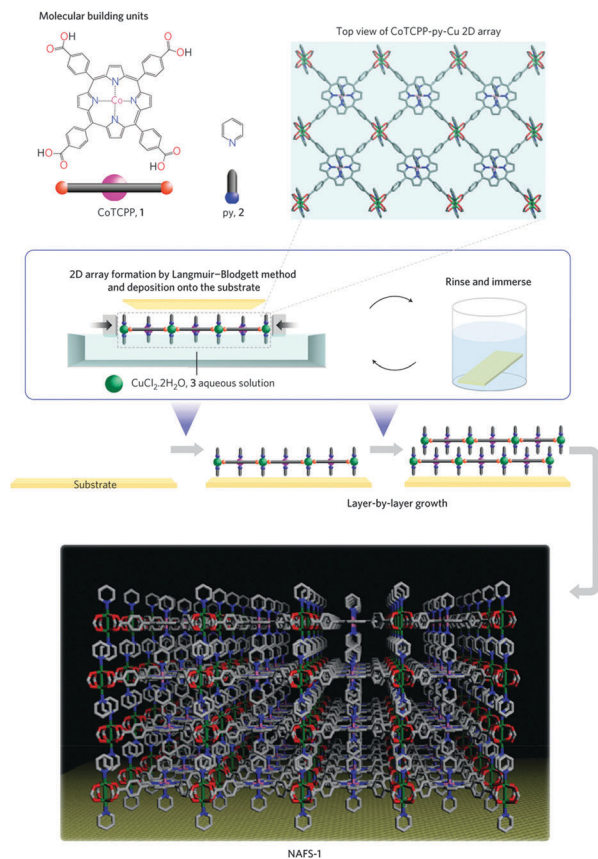 Molecular building units
OH
O
O
OH
N
N
Co
N
N
HO
O
O
OH
N
CoTCPP, 1
py, 2
Top view of CoTCPP-py-Cu 2D array
2D array formation by Langmuir–Blodgett method
and deposition onto the substrate
CuCl2.2H2O, 3 aqueous solution
Rinse and immerse
Substrate
Layer-by-layer growth
NAFS-1